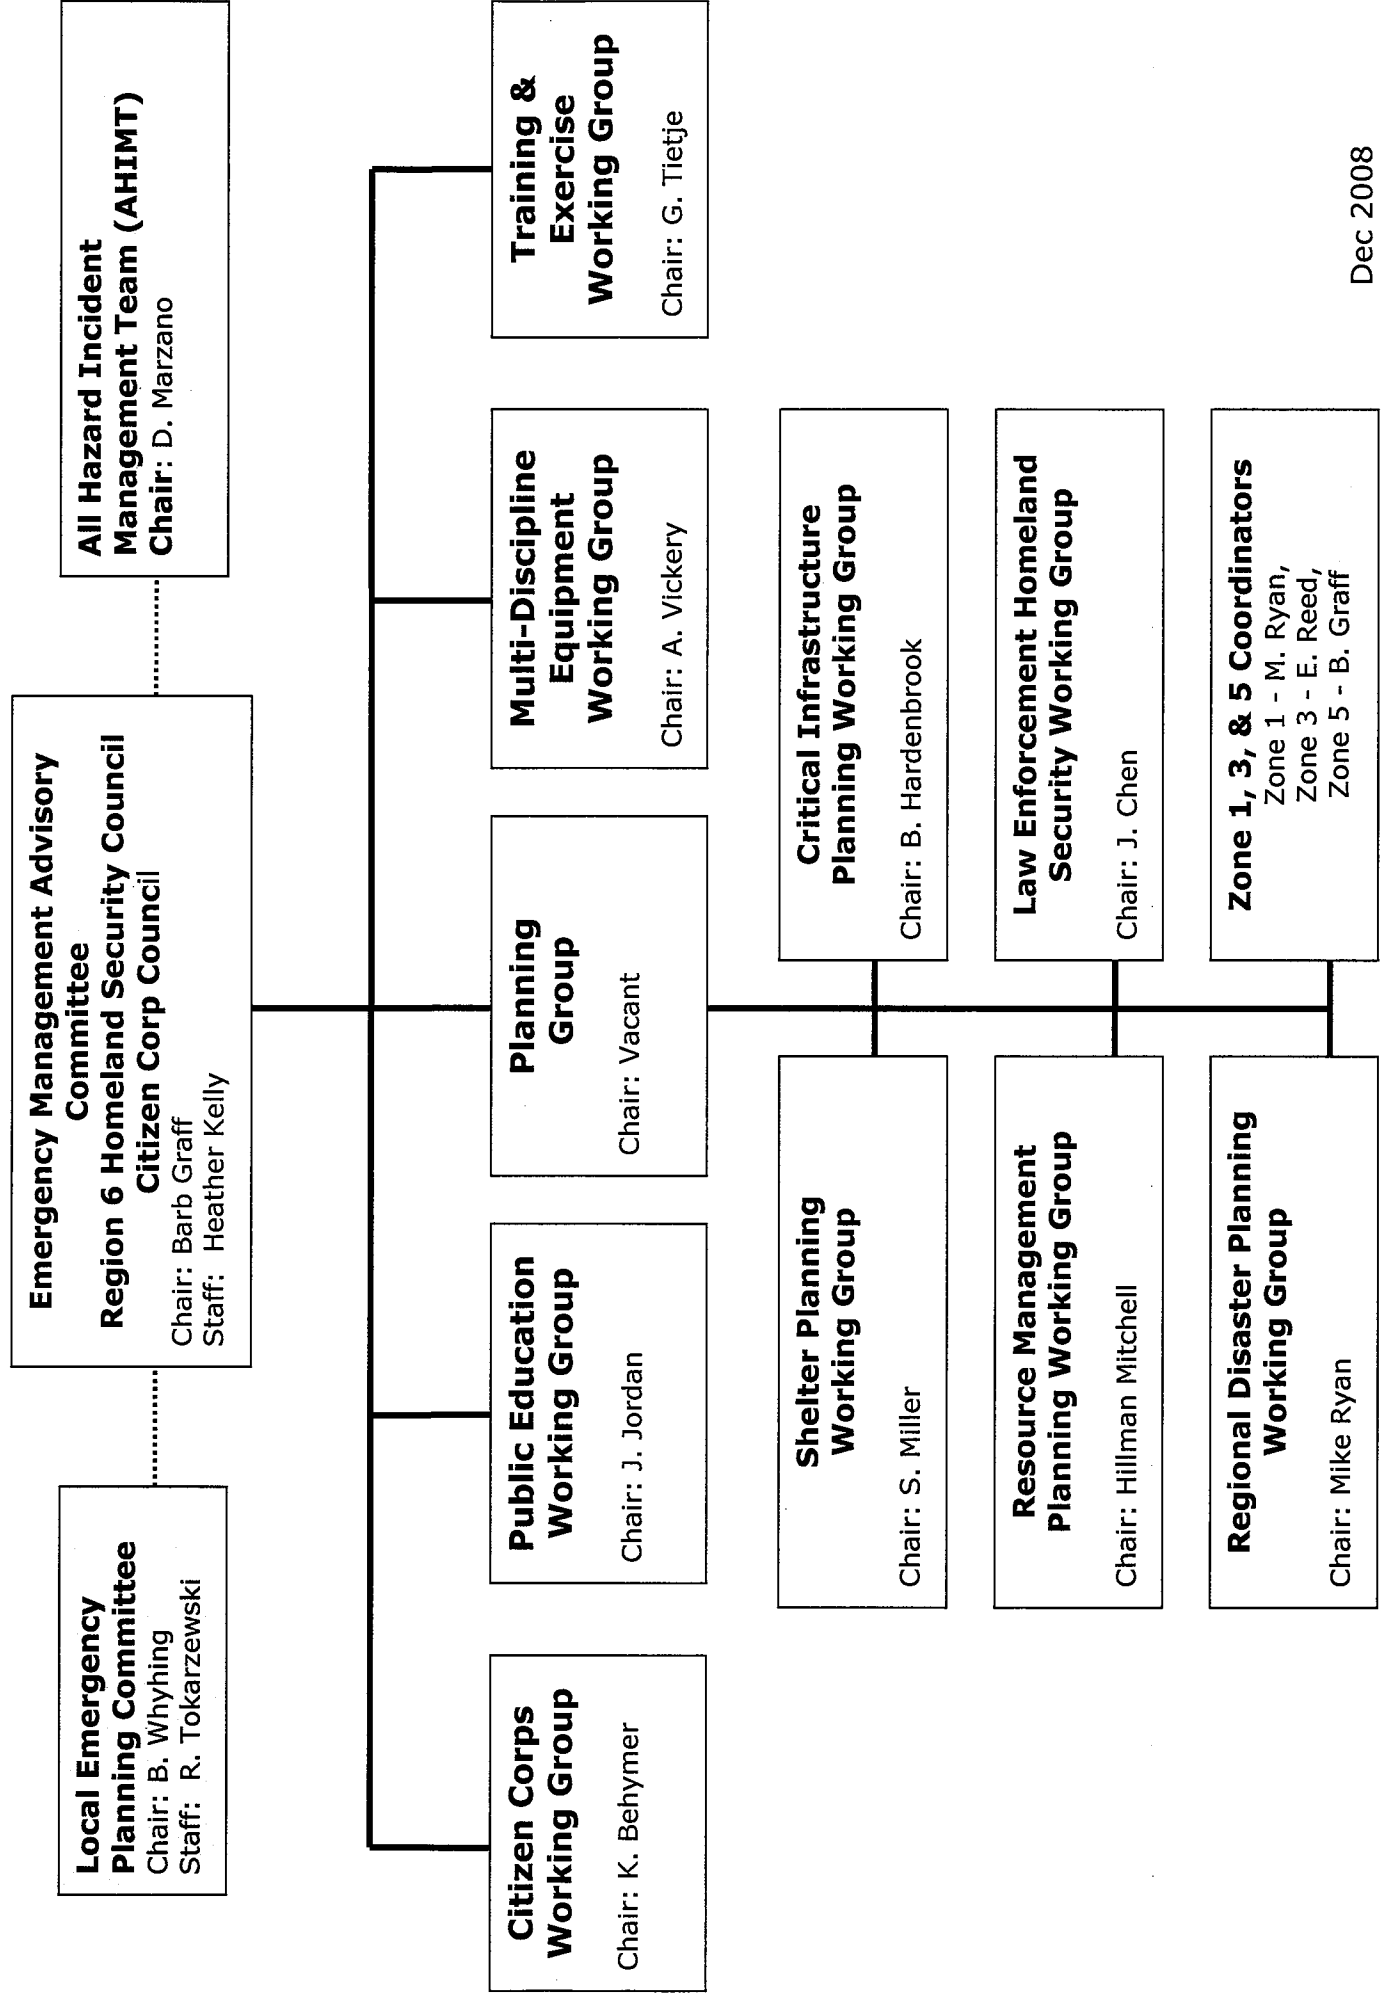 Emergency Management Advisory
Committee
Region 6 Homeland Security Council
Citizen Corp Council
Chair: Barb Graff
Staff: Heather Kelly
Local Emergency
Planning Committee
Chair: B. Whyhing
Staff: R. Tokarzewski
All Hazard Incident
Management Team (AHIMT)
Chair: D. Marzano
Citizen Corps
Working Group
Chair: K. Behymer
Public Education
Working Group
Chair: J. Jordan
Planning
Group
Chair: Vacant
Multi-Discipline
Equipment
Working Group
Chair: A. Vickery
Training &
Exercise
Working Group
Chair: G. Tietje
Shelter Planning
Working Group
Chair: S. Miller
Critical Infrastructure
Planning Working Group
Chair: B. Hardenbrook
Resource Management
Planning Working Group
Chair: Hillman Mitchell
Law Enforcement Homeland
Security Working Group
Chair: J. Chen
Regional Disaster Planning
Working Group
Chair: Mike Ryan
Zone 1, 3, & 5 Coordinators
Zone 1 - M. Ryan,
Zone 3 - E. Reed,
Zone 5 - B. Graff
Dec 2008